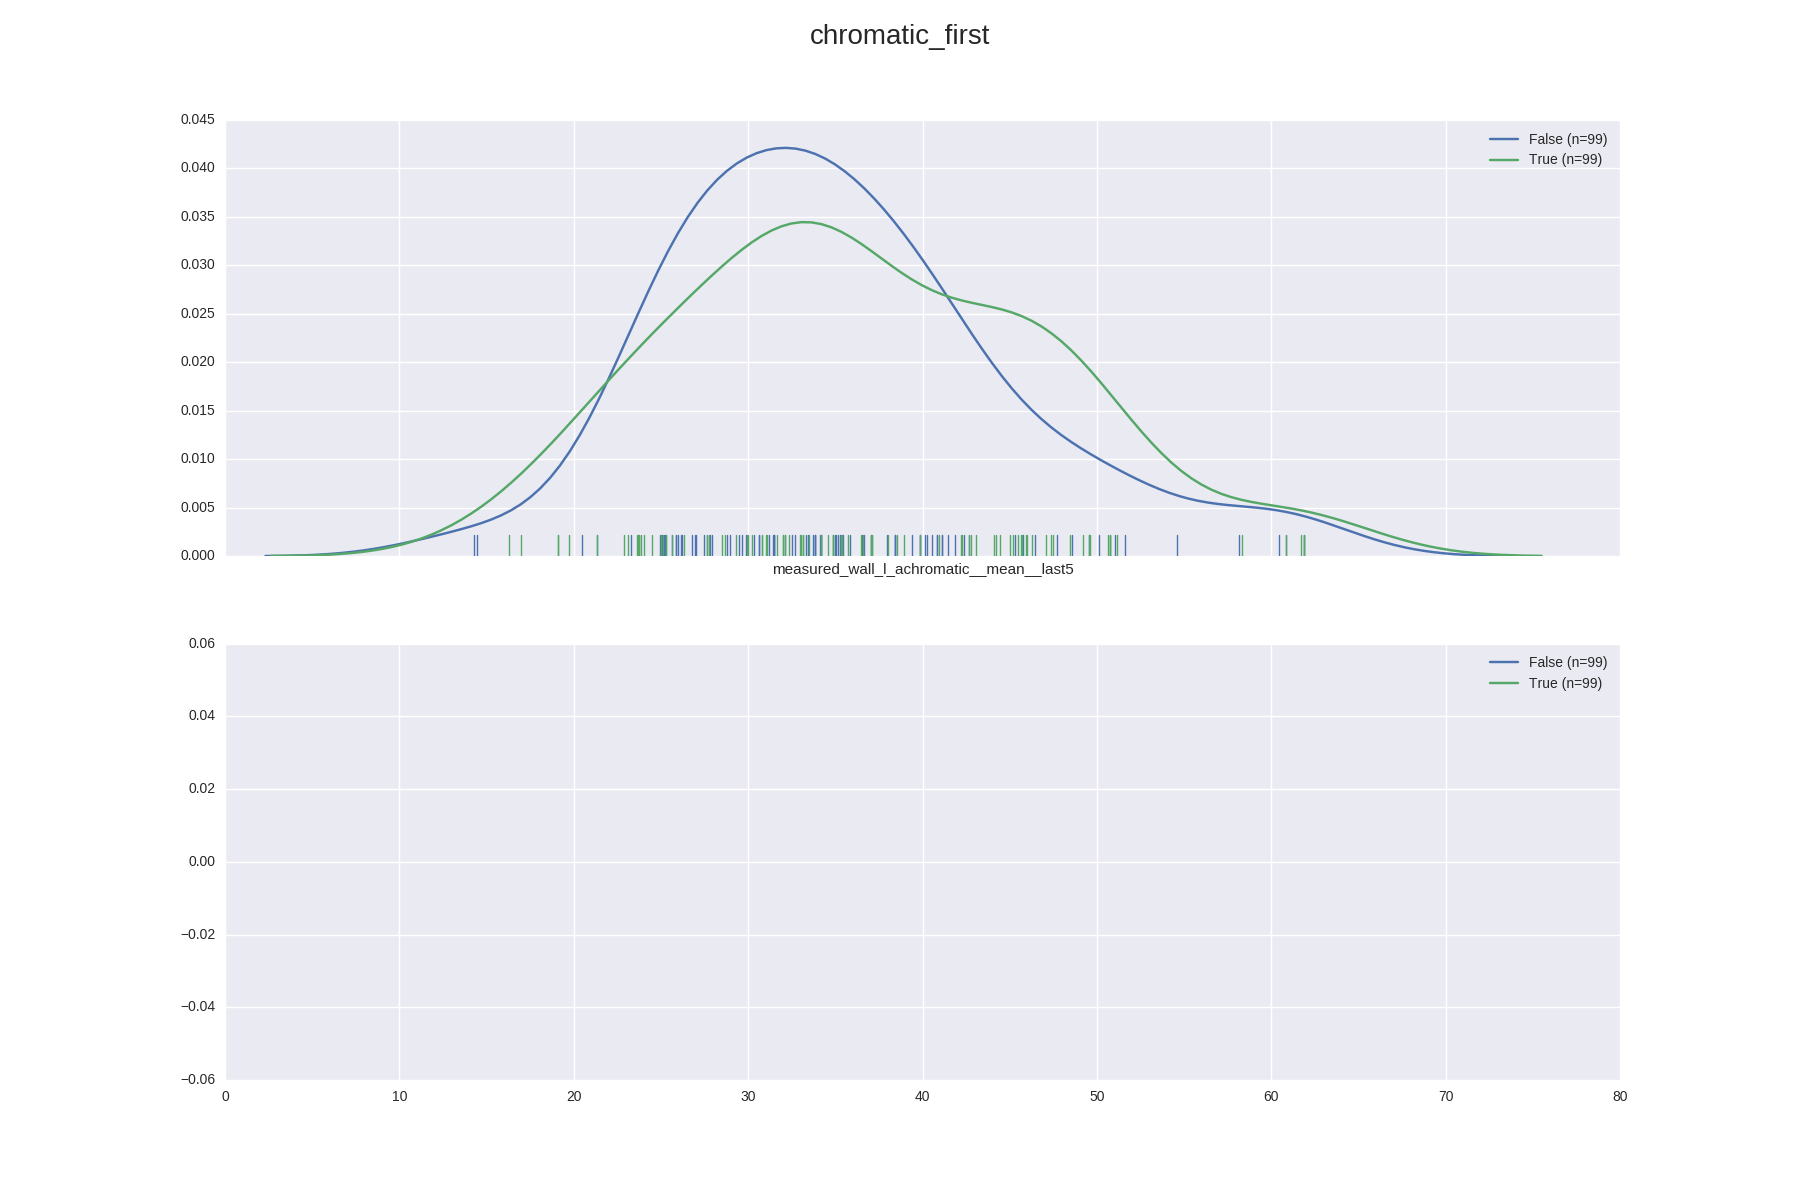 chromatic_first
0.045
0.040
0.035
0.030
0.025
0.020
0.015
0.010
0.005
0.000
False (n=99)
True (n=99)
measured_wall_l_achromatic__mean__last5
0.06
0.04
0.02
0.00
−0.02
−0.04
−0.06
False (n=99)
True (n=99)
0 10 20 30 40 50 60 70 80